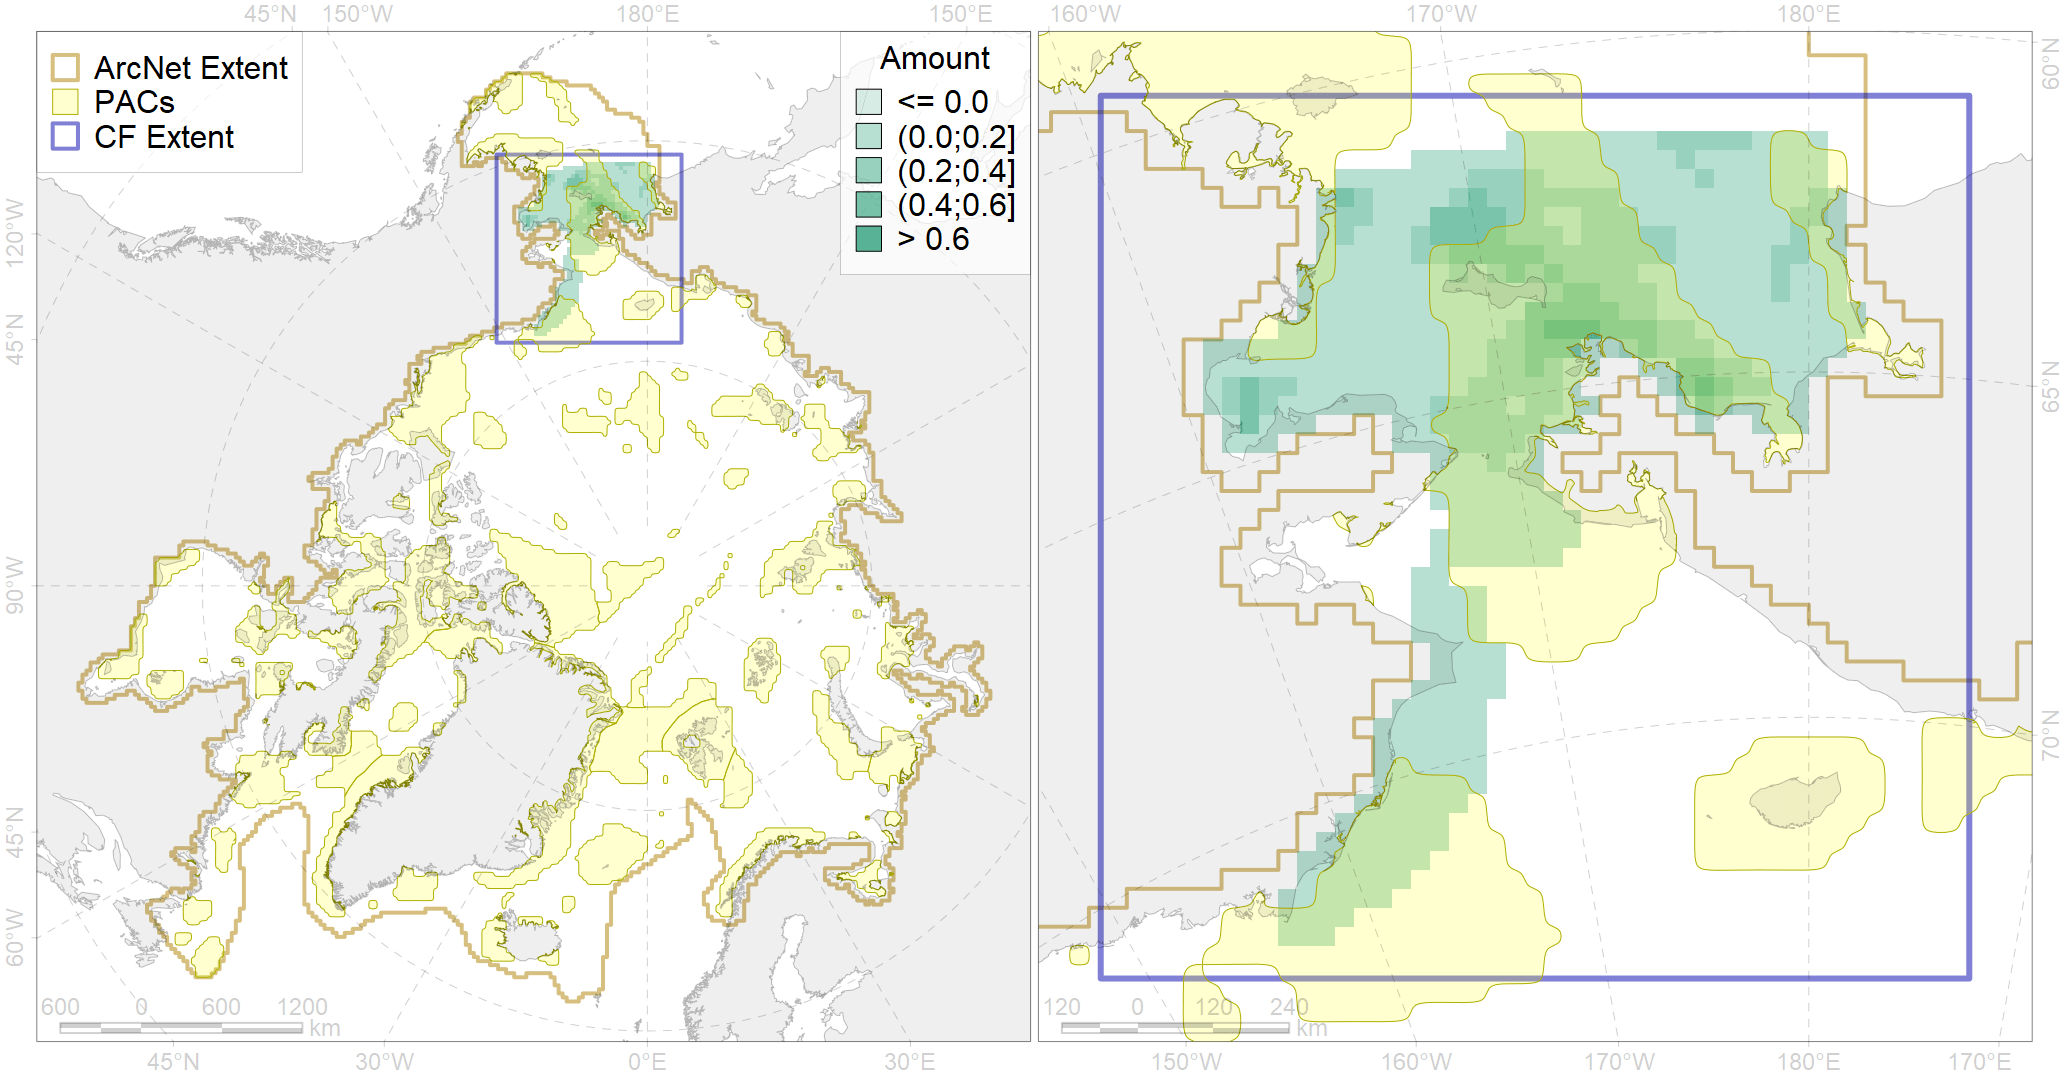 45°N 150°W 180°E 150°E 160°W 170°W 180°E
ArcNet Extent
PACs
CF Extent
Amount
<= 0.0
(0.0;0.2]
(0.2;0.4]
(0.4;0.6]
> 0.6
120°W
45°N
90°W
45°N
60°W
60°N
65°N
70°N
600 0 600 1200
km
120 0 120 240
km
45°N 30°W 0°E 30°E 150°W 160°W 170°W 180°E 170°E